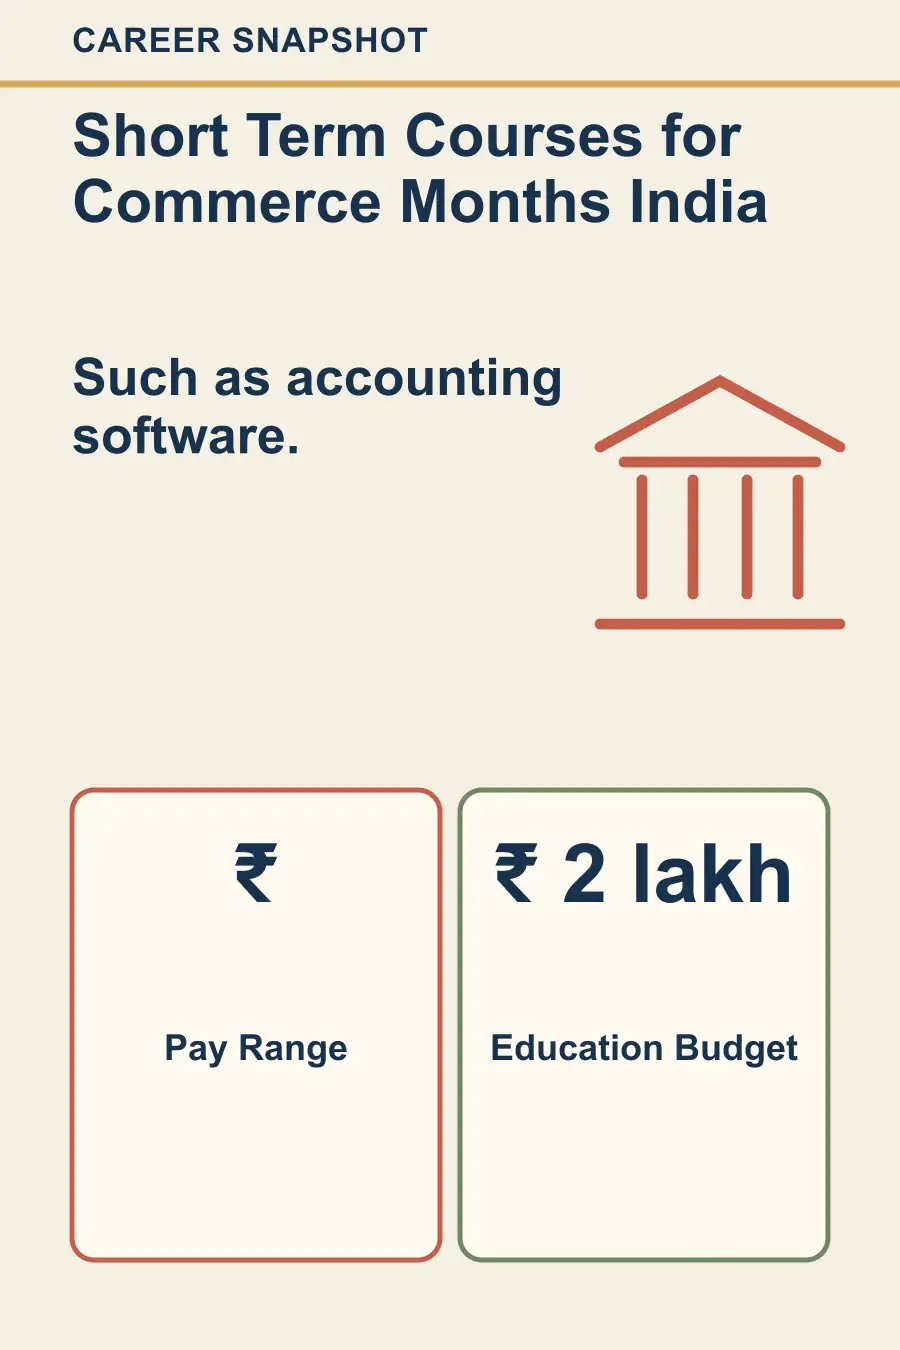 CAREER SNAPSHOT
Short Term Courses for
Commerce Months India
Such as accounting
software.
₹
Pay Range
₹ 2 lakh
Education Budget